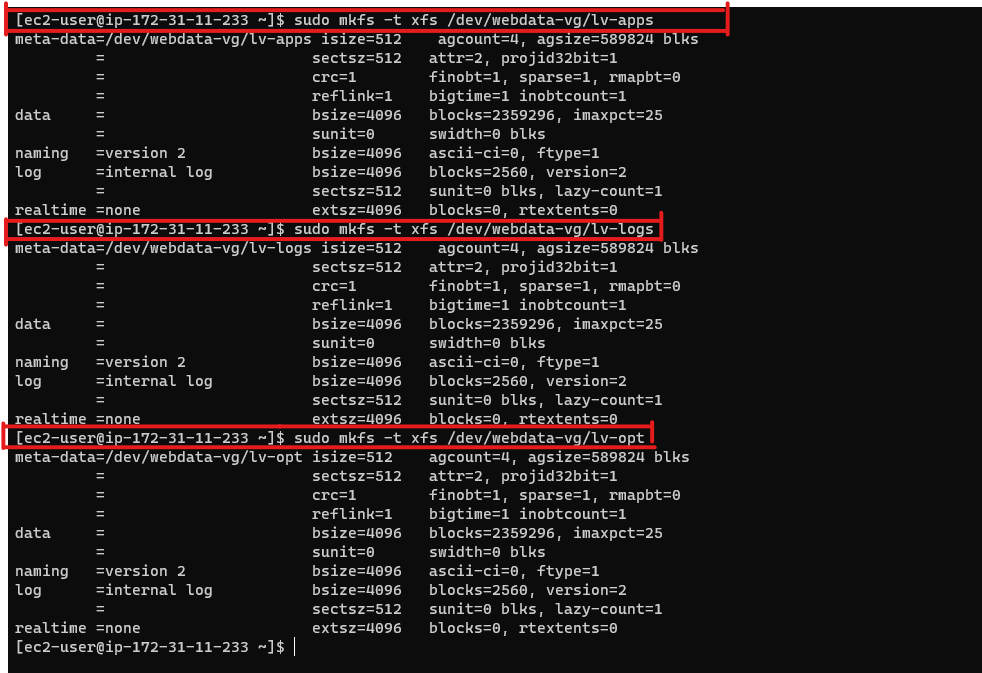 [ec2-user@ip-172-31-11-233 ~]$ sudo mkfs -t xfs /dev/webdata-vg/lv-apps
meta-data=/dev/webdata-vg/lv-apps isize=512    agcount=4, agsize=589824 blks
         =                       sectsz=512   attr=2, projid32bit=1
         =                       crc=1        finobt=1, sparse=1, rmapbt=0
         =                       reflink=1    bigtime=1 inobtcount=1
data     =                       bsize=4096   blocks=2359296, imaxpct=25
         =                       sunit=0      swidth=0 blks
naming   =version 2              bsize=4096   ascii-ci=0, ftype=1
log      =internal log           bsize=4096   blocks=2560, version=2
         =                       sectsz=512   sunit=0 blks, lazy-count=1
realtime =none                   extsz=4096   blocks=0, rtextents=0
[ec2-user@ip-172-31-11-233 ~]$ sudo mkfs -t xfs /dev/webdata-vg/lv-logs
meta-data=/dev/webdata-vg/lv-logs isize=512    agcount=4, agsize=589824 blks
         =                       sectsz=512   attr=2, projid32bit=1
         =                       crc=1        finobt=1, sparse=1, rmapbt=0
         =                       reflink=1    bigtime=1 inobtcount=1
data     =                       bsize=4096   blocks=2359296, imaxpct=25
         =                       sunit=0      swidth=0 blks
naming   =version 2              bsize=4096   ascii-ci=0, ftype=1
log      =internal log           bsize=4096   blocks=2560, version=2
         =                       sectsz=512   sunit=0 blks, lazy-count=1
realtime =none                   extsz=4096   blocks=0, rtextents=0
[ec2-user@ip-172-31-11-233 ~]$ sudo mkfs -t xfs /dev/webdata-vg/lv-opt
meta-data=/dev/webdata-vg/lv-opt isize=512    agcount=4, agsize=589824 blks
         =                       sectsz=512   attr=2, projid32bit=1
         =                       crc=1        finobt=1, sparse=1, rmapbt=0
         =                       reflink=1    bigtime=1 inobtcount=1
data     =                       bsize=4096   blocks=2359296, imaxpct=25
         =                       sunit=0      swidth=0 blks
naming   =version 2              bsize=4096   ascii-ci=0, ftype=1
log      =internal log           bsize=4096   blocks=2560, version=2
         =                       sectsz=512   sunit=0 blks, lazy-count=1
realtime =none                   extsz=4096   blocks=0, rtextents=0
[ec2-user@ip-172-31-11-233 ~]$